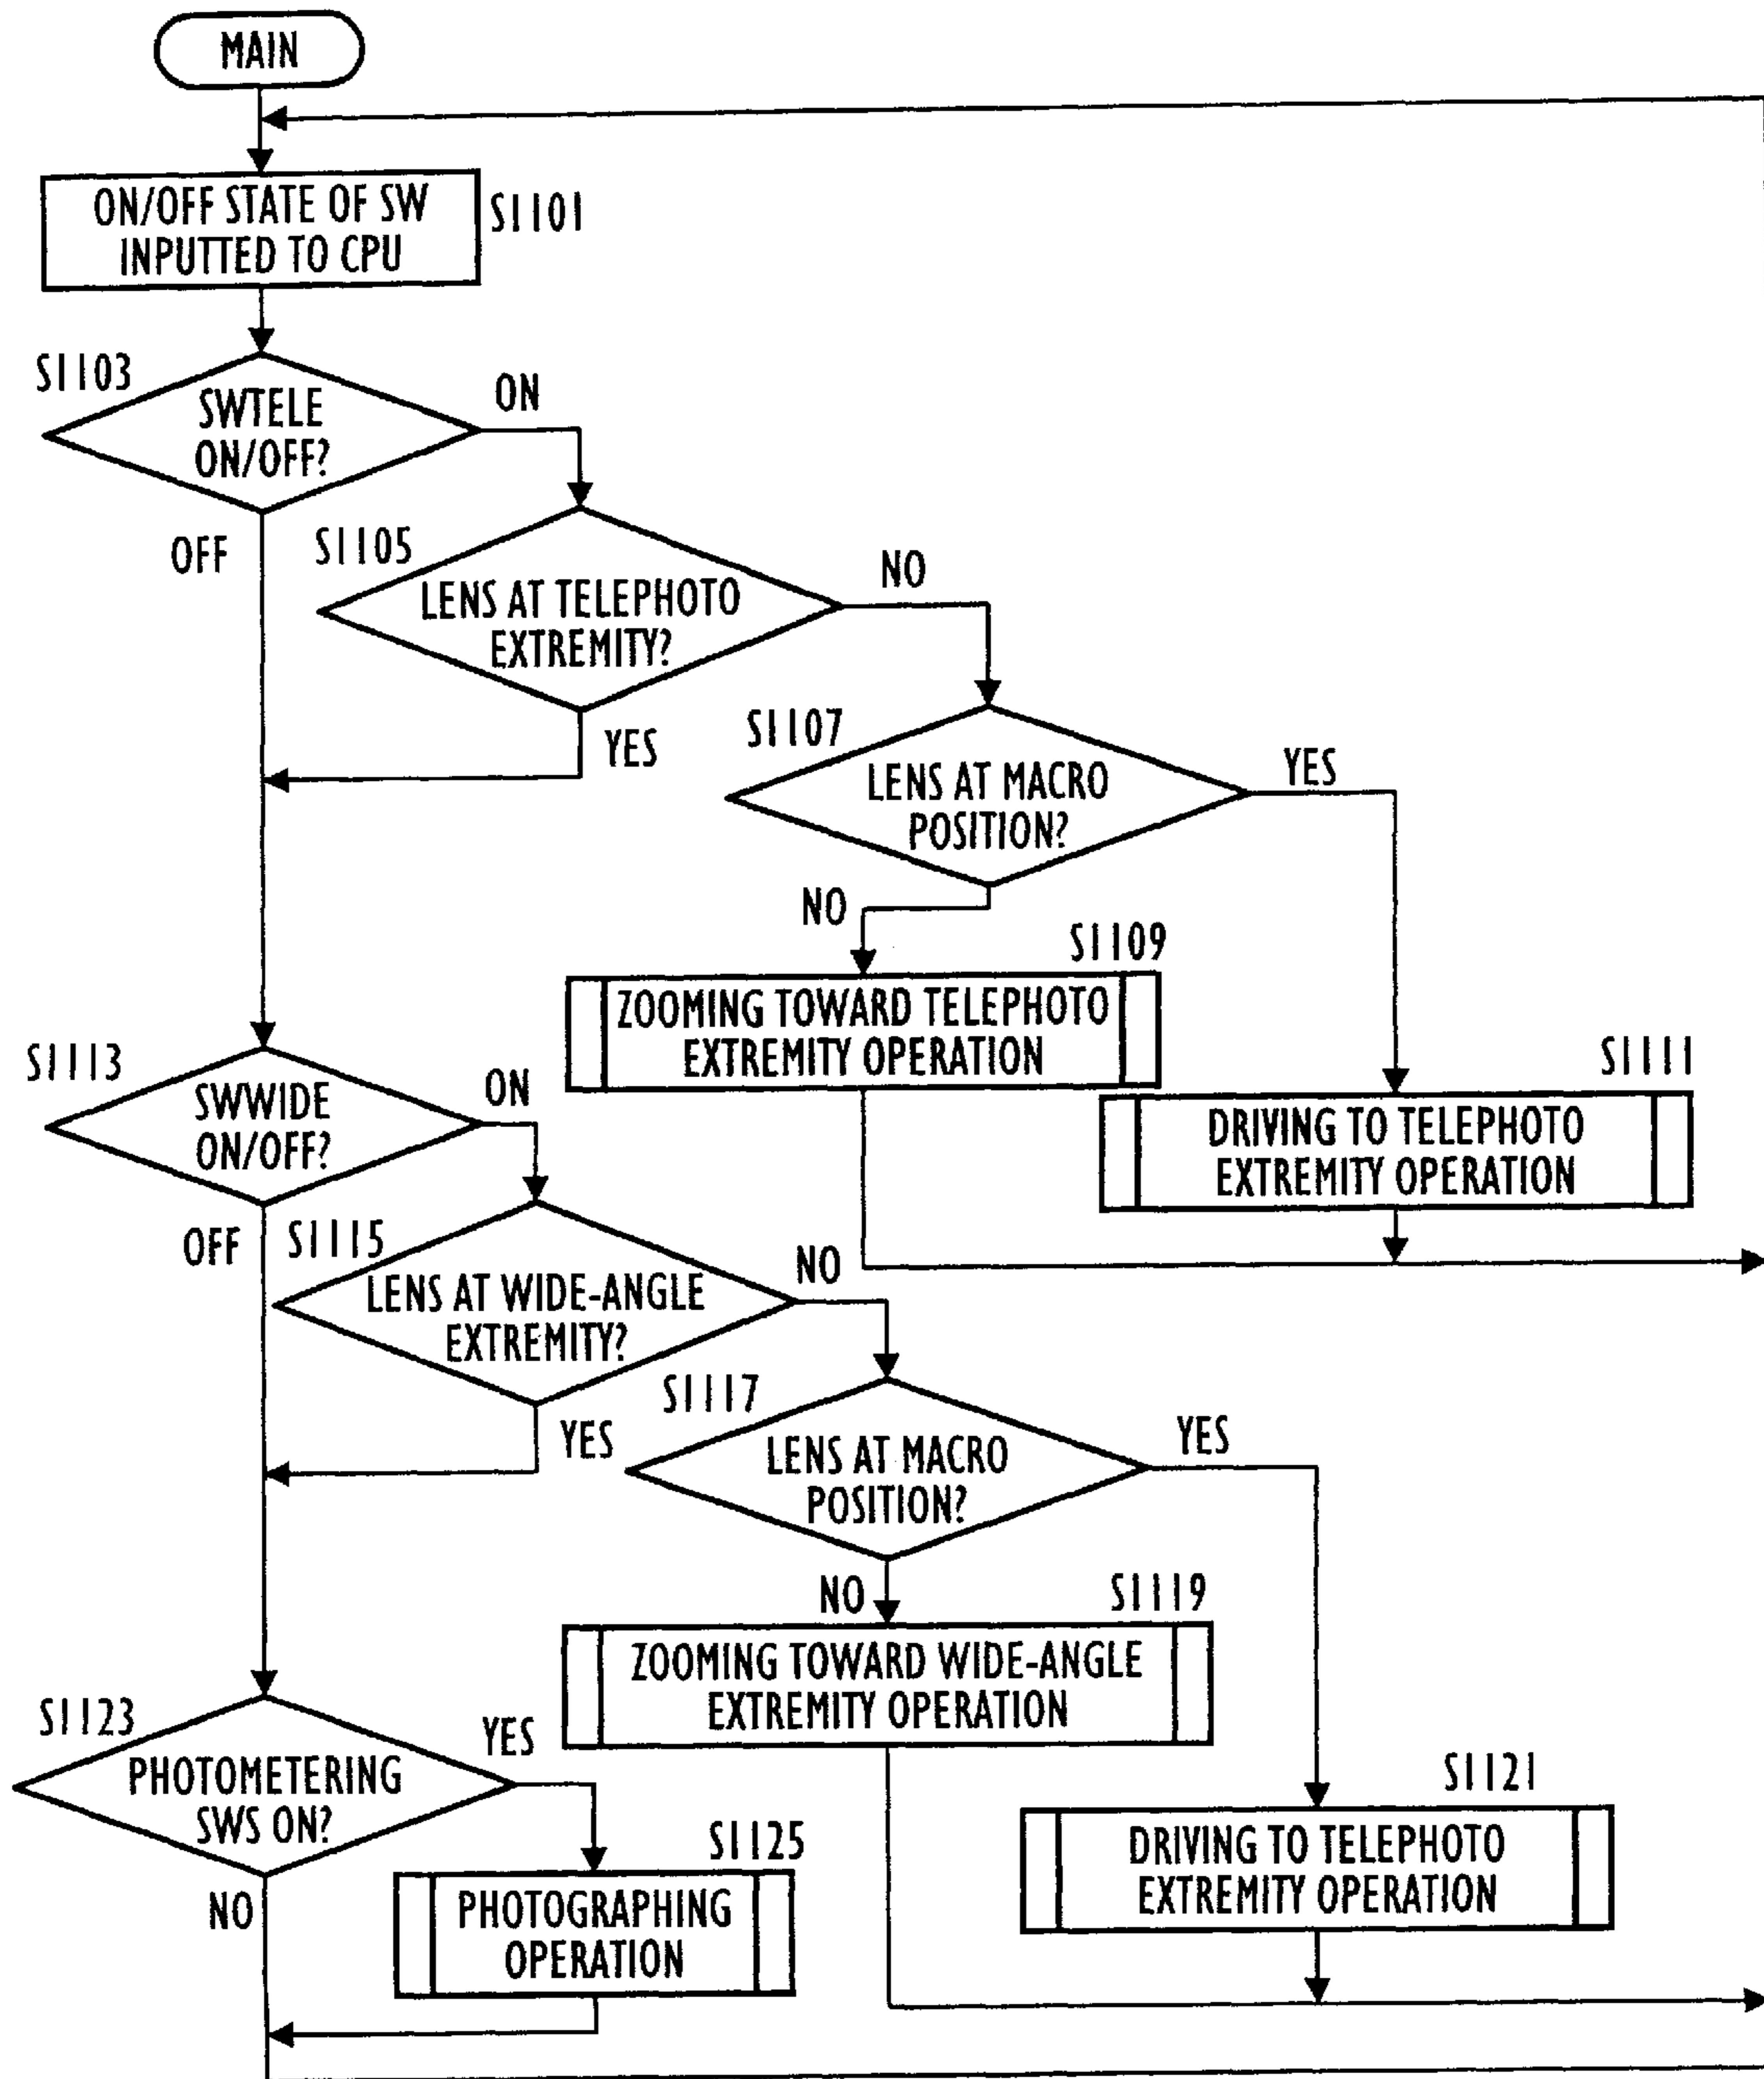 MAIN
ON/OFF STATE OF SW
INPUTTED TO CPU
S1101
S1103
SWTELE
ON/OFF?
ON
OFF
S1105
LENS AT TELEPHOTO
EXTREMITY?
NO
YES
S1107
LENS AT MACRO
POSITION?
YES
NO
S1109
ZOOMING TOWARD TELEPHOTO
EXTREMITY OPERATION
S1111
DRIVING TO TELEPHOTO
EXTREMITY OPERATION
S1113
SWWIDE
ON/OFF?
ON
OFF
S1115
LENS AT WIDE-ANGLE
EXTREMITY?
NO
YES
S1117
LENS AT MACRO
POSITION?
YES
NO
S1119
ZOOMING TOWARD WIDE-ANGLE
EXTREMITY OPERATION
S1121
DRIVING TO TELEPHOTO
EXTREMITY OPERATION
S1123
PHOTOMETERING
SWS ON?
YES
NO
S1125
PHOTOGRAPHING
OPERATION